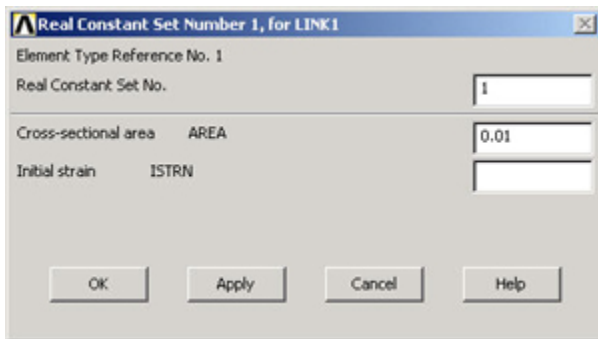 Real Constant Set Number 1, for LINK1
Element Type Reference No. 1
Real Constant Set No. 1
Cross-sectional area AREA 0.01
Initial strain ISTRN
OK Apply Cancel Help